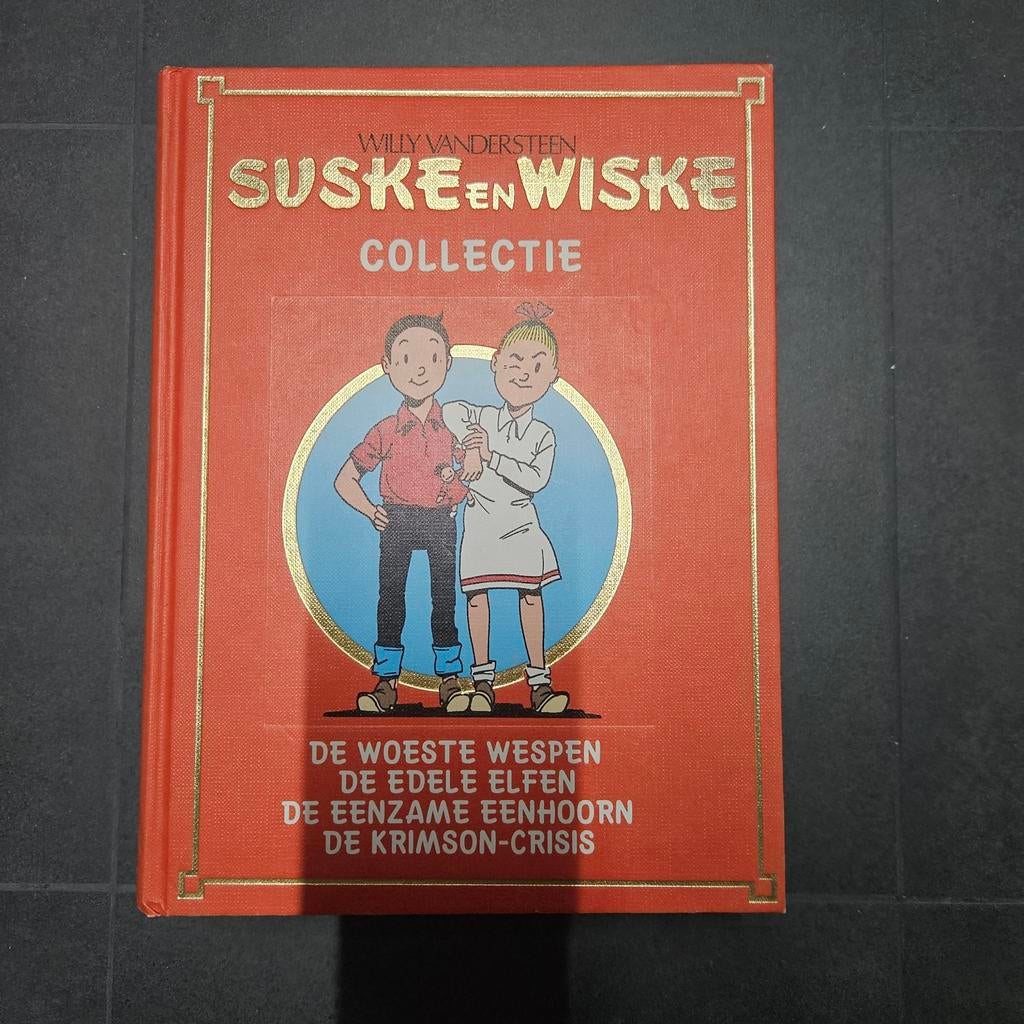 WILLY VANDERSTEEN
SUSKE EN WISKE
COLLECTIE
DE WOESTE WESPEN
DE EDELE ELFEN
DE EENZAME EENHOORN
DE KRIMSON-CRISIS